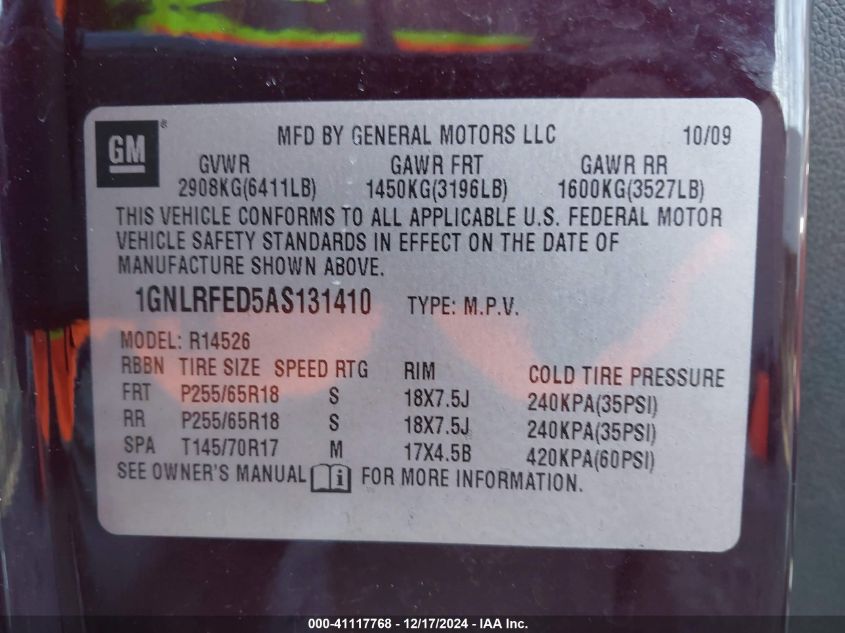 GM® MFD BY GENERAL MOTORS LLC 10/09
GVWR GAWR FRT GAWR RR
2908KG(6411LB) 1450KG(3196LB) 1600KG(3527LB)
THIS VEHICLE CONFORMS TO ALL APPLICABLE U.S. FEDERAL MOTOR
VEHICLE SAFETY STANDARDS IN EFFECT ON THE DATE OF
MANUFACTURE SHOWN ABOVE.
1GNLRFED5AS131410 TYPE: M.P.V.
MODEL: R14526
RBBN TIRE SIZE SPEED RTG RIM COLD TIRE PRESSURE
FRT P255/65R18 S 18X7.5J 240KPA(35PSI)
RR P255/65R18 S 18X7.5J 240KPA(35PSI)
SPA T145/70R17 M 17X4.5B 420KPA(60PSI)
SEE OWNER'S MANUAL i FOR MORE INFORMATION.
000-41117768 - 12/17/2024 - IAA Inc.